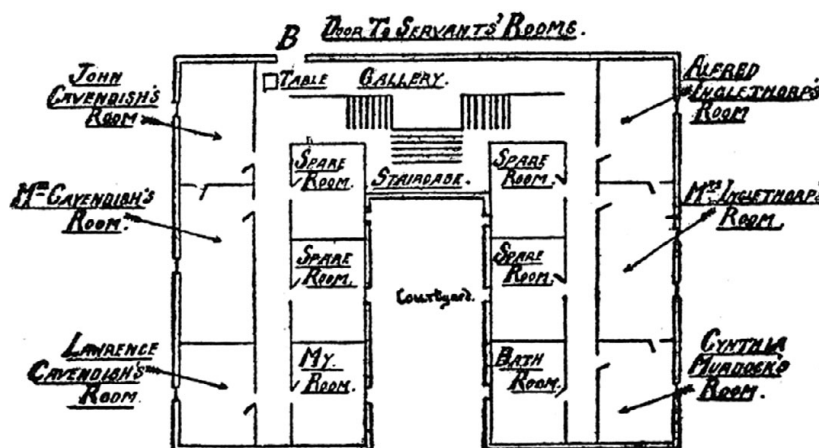 B DOOR TO SERVANTS' ROOMS.
TABLE GALLERY.
JOHN
CAVENDISH'S
ROOM
ALFRED
INGLETHORP'S
ROOM
SPARE
ROOM.
STAIRCASE.
SPARE
ROOM.
MRS CAVENDISH'S
ROOM.
MRS INGLETHORP'S
ROOM.
SPARE
ROOM.
Courtyard.
SPARE
ROOM.
LAWRENCE
CAVENDISH'S
ROOM.
MY
ROOM.
BATH
ROOM.
CYNTHIA
MURDOCH'S
ROOM.